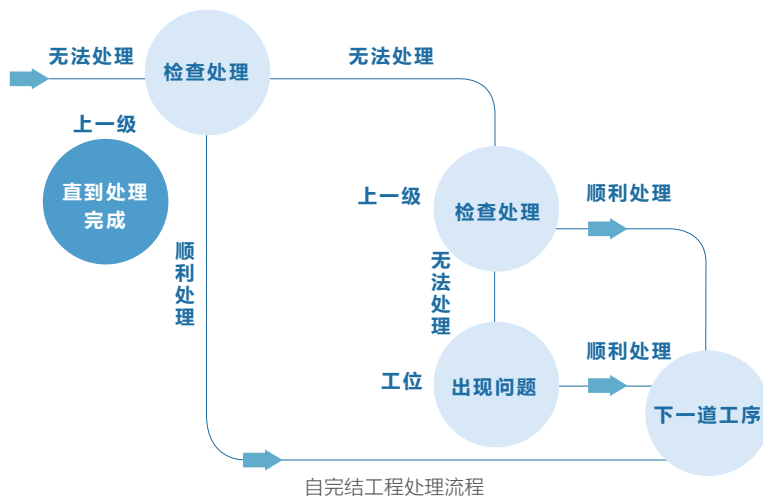 无法处理
检查处理
无法处理
上一级
直到处理
完成
上一级
检查处理
顺利处理
顺利处理
无法处理
工位
出现问题
顺利处理
下一道工序
自完结工程处理流程